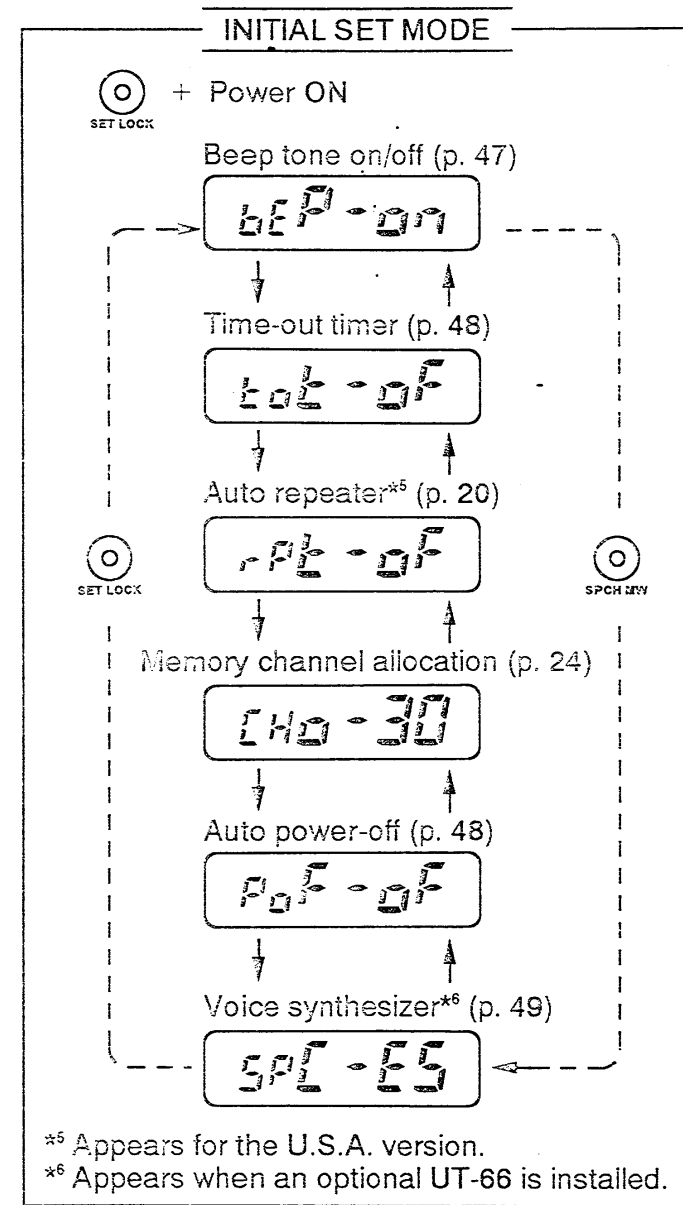 INITIAL SET MODE
+ Power ON
SET LOCK
Beep tone on/off (p. 47)
bEP-on
Time-out timer (p. 48)
tot-oF
Auto repeater*5 (p. 20)
rPt-oF
SET LOCK
SPCH MW
Memory channel allocation (p. 24)
CHo-30
Auto power-off (p. 48)
PoF-oF
Voice synthesizer*6 (p. 49)
SPC-ES
*5 Appears for the U.S.A. version.
*6 Appears when an optional UT-66 is installed.